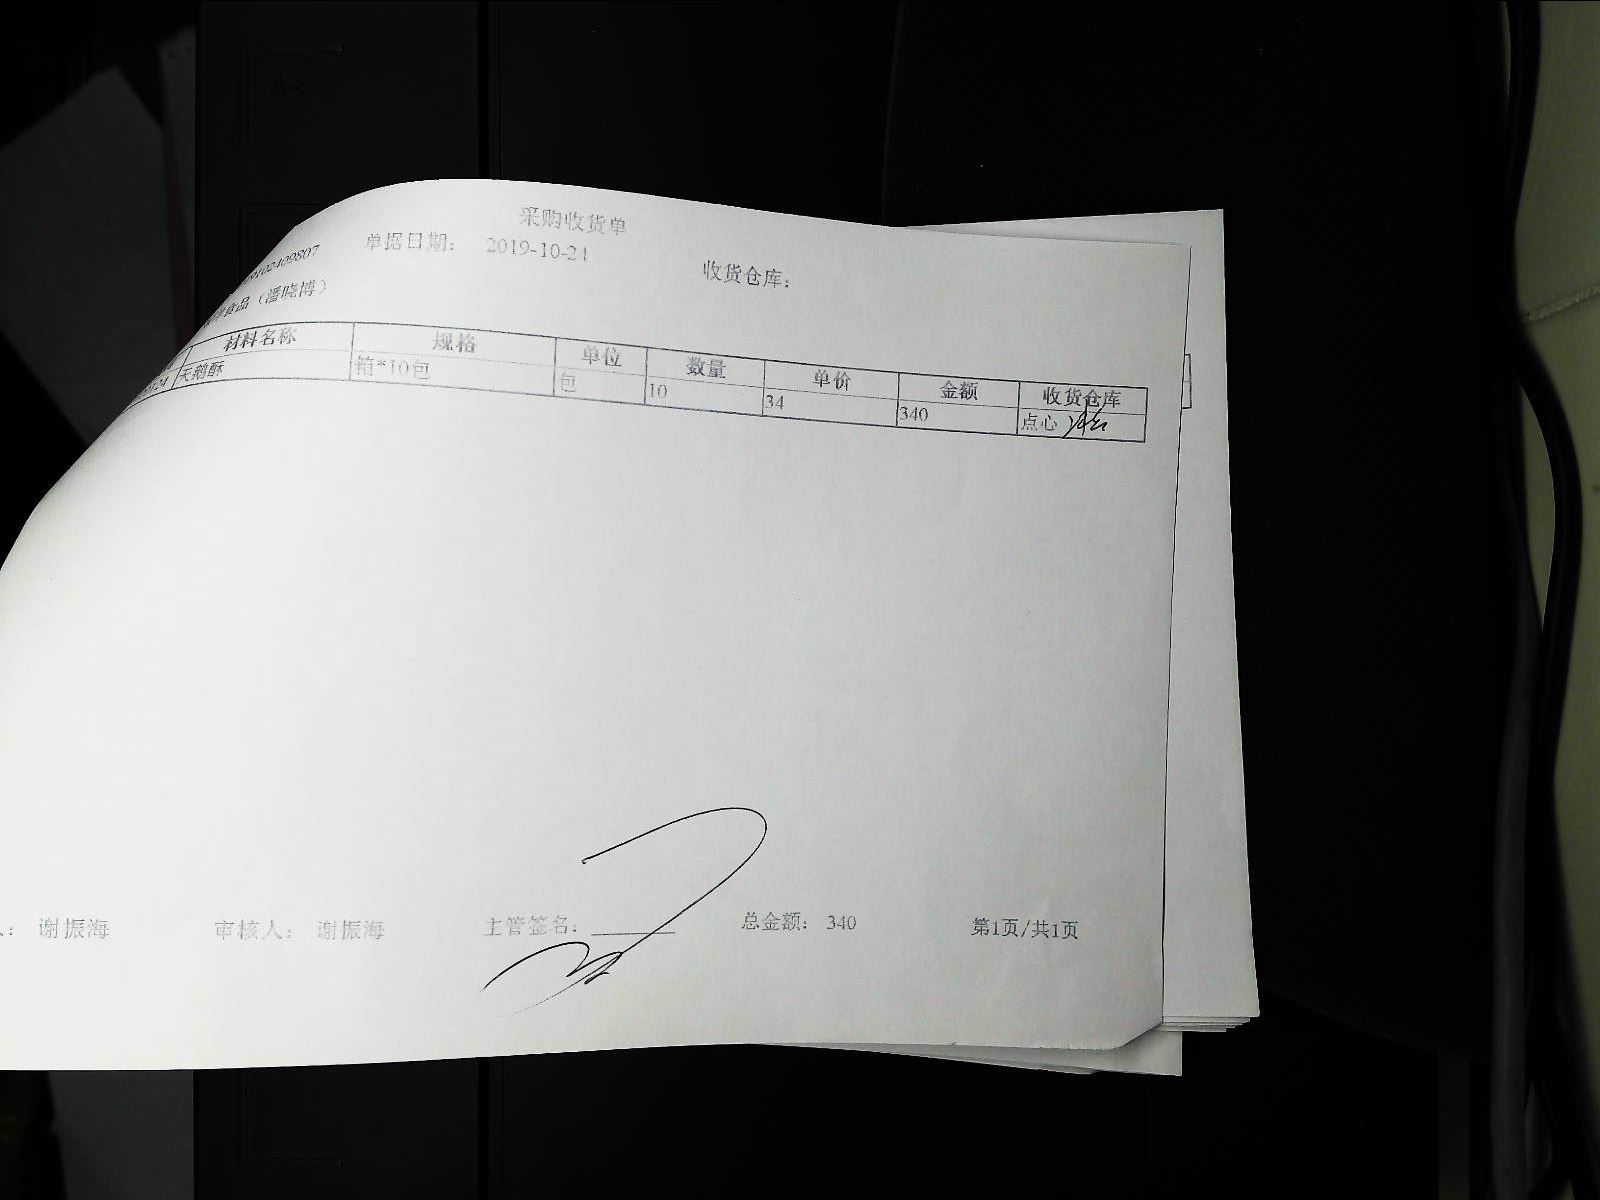 采购收货单
9102409807 单据日期： 2019-10-24
收货仓库：
食品（潘晓博）
材料名称 规格 单位 数量 单价 金额 收货仓库
天鹅酥 箱*10包 包 10 34 340 点心
谢振海 审核人： 谢振海 主管签名： 总金额： 340 第1页/共1页